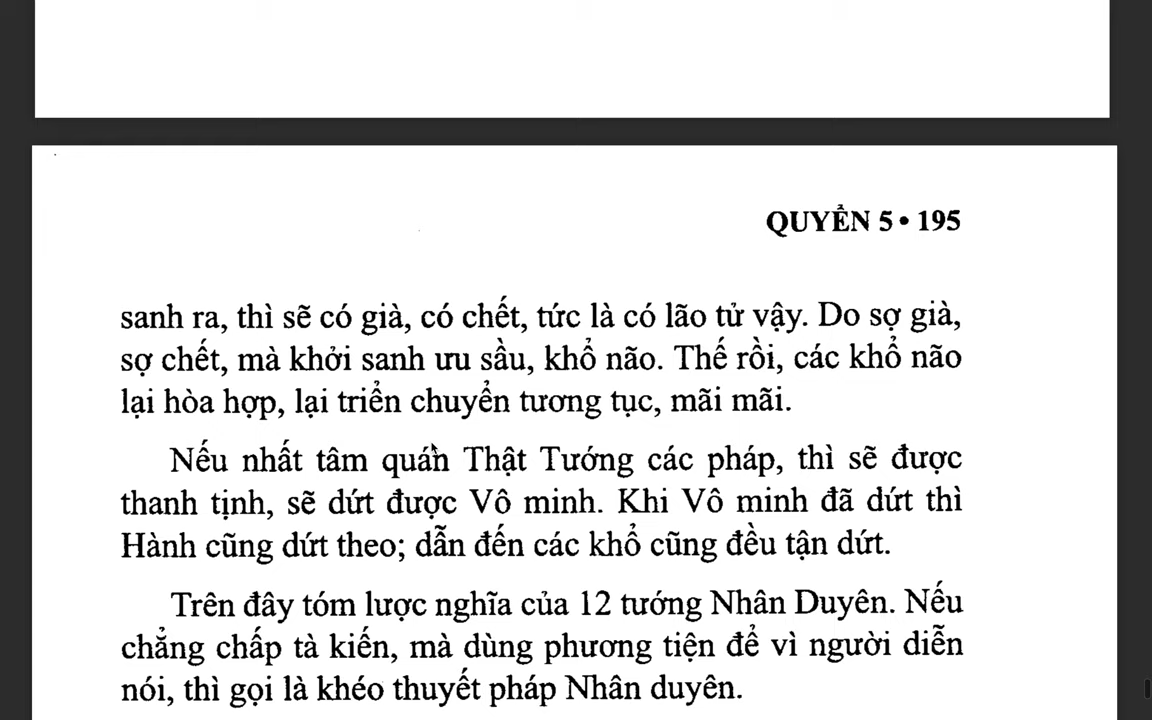 QUYỂN 5 • 195
sanh ra, thì sẽ có già, có chết, tức là có lão tử vậy. Do sợ già,
sợ chết, mà khởi sanh ưu sầu, khổ não. Thế rồi, các khổ não
lại hòa hợp, lại triển chuyển tương tục, mãi mãi.
Nếu nhất tâm quán Thật Tướng các pháp, thì sẽ được
thanh tịnh, sẽ dứt được Vô minh. Khi Vô minh đã dứt thì
Hành cũng dứt theo; dẫn đến các khổ cũng đều tận dứt.
Trên đây tóm lược nghĩa của 12 tướng Nhân Duyên. Nếu
chẳng chấp tà kiến, mà dùng phương tiện để vì người diễn
nói, thì gọi là khéo thuyết pháp Nhân duyên.